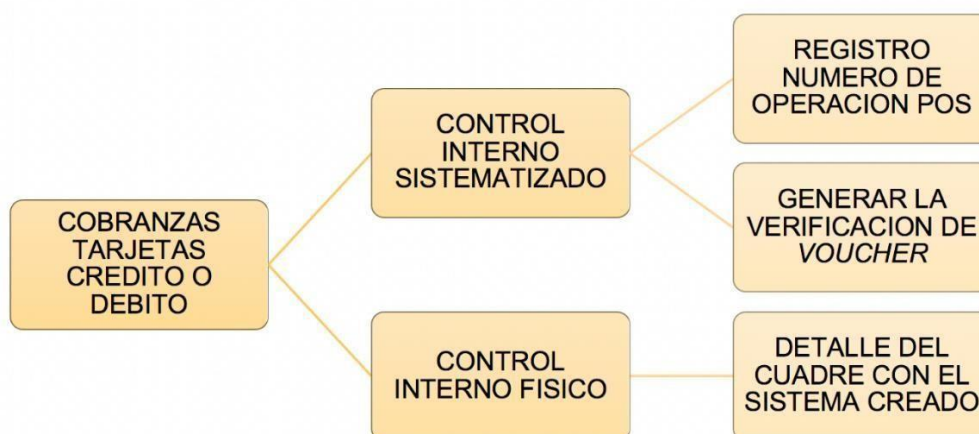 COBRANZAS
TARJETAS
CREDITO O
DEBITO
CONTROL
INTERNO
SISTEMATIZADO
REGISTRO
NUMERO DE
OPERACION POS
GENERAR LA
VERIFICACION DE
VOUCHER
CONTROL
INTERNO FISICO
DETALLE DEL
CUADRE CON EL
SISTEMA CREADO